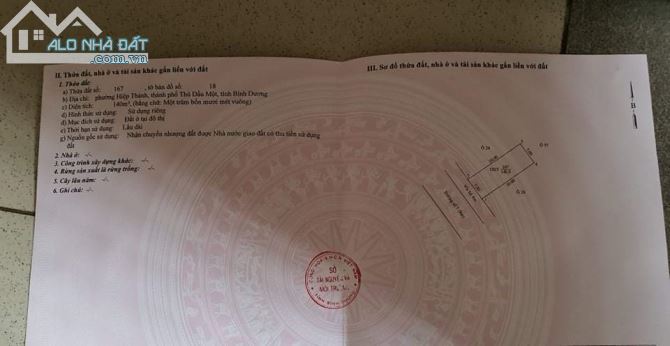 ALO NHÀ ĐẤT
.com.vn
II. Thửa đất, nhà ở và tài sản khác gắn liền với đất
1. Thửa đất:
a) Thửa đất số: 167 , tờ bản đồ số: 18
b) Địa chỉ: phường Hiệp Thành, thành phố Thủ Dầu Một, tỉnh Bình Dương
c) Diện tích: 140m², (bằng chữ: Một trăm bốn mươi mét vuông)
d) Hình thức sử dụng: Sử dụng riêng
đ) Mục đích sử dụng: Đất ở tại đô thị
e) Thời hạn sử dụng: Lâu dài
g) Nguồn gốc sử dụng: Nhận chuyển nhượng đất được Nhà nước giao đất có thu tiền sử dụng
đất
2. Nhà ở: -/-
3. Công trình xây dựng khác: -/-
4. Rừng sản xuất là rừng trồng: -/-
5. Cây lâu năm: -/-
6. Ghi chú: -/-
III. Sơ đồ thửa đất, nhà ở và tài sản khác gắn liền với đất
B
SỞ
TÀI NGUYÊN VÀ
MÔI TRƯỜNG